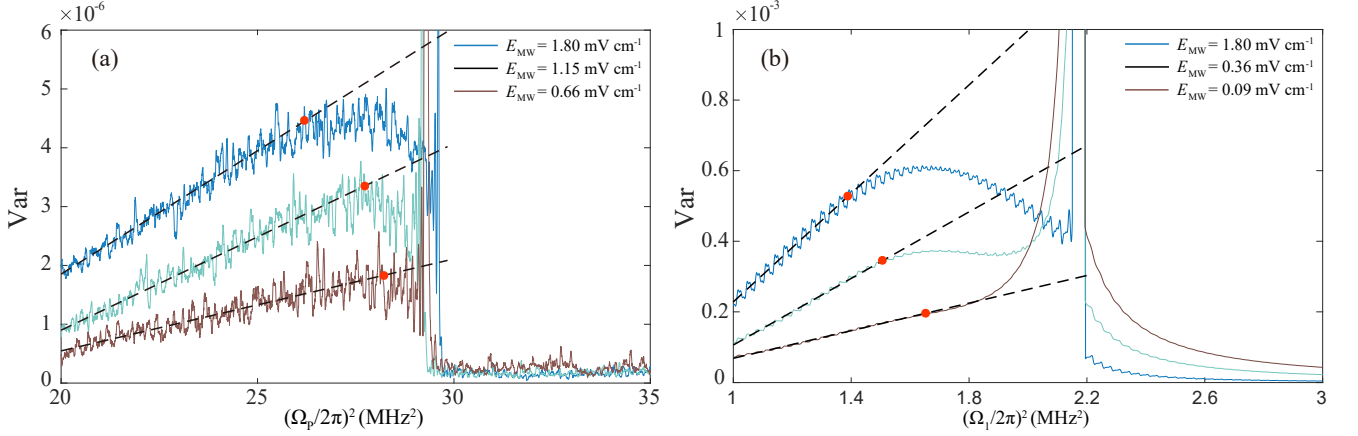 ×10⁻⁶
(a)
E_MW = 1.80 mV cm⁻¹
E_MW = 1.15 mV cm⁻¹
E_MW = 0.66 mV cm⁻¹
Var
6
5
4
3
2
1
0
20
25
30
35
(Ω_P/2π)² (MHz²)
×10⁻³
(b)
E_MW = 1.80 mV cm⁻¹
E_MW = 0.36 mV cm⁻¹
E_MW = 0.09 mV cm⁻¹
Var
1
0.8
0.6
0.4
0.2
0
1
1.4
1.8
2.2
2.6
3
(Ω₁/2π)² (MHz²)